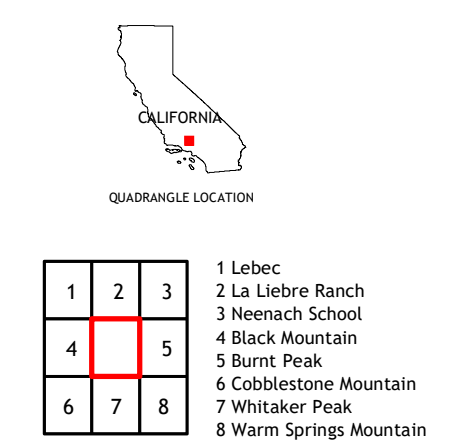 CALIFORNIA
QUADRANGLE LOCATION
1 2 3
4 5
6 7 8
1 Lebec
2 La Liebre Ranch
3 Neenach School
4 Black Mountain
5 Burnt Peak
6 Cobblestone Mountain
7 Whitaker Peak
8 Warm Springs Mountain